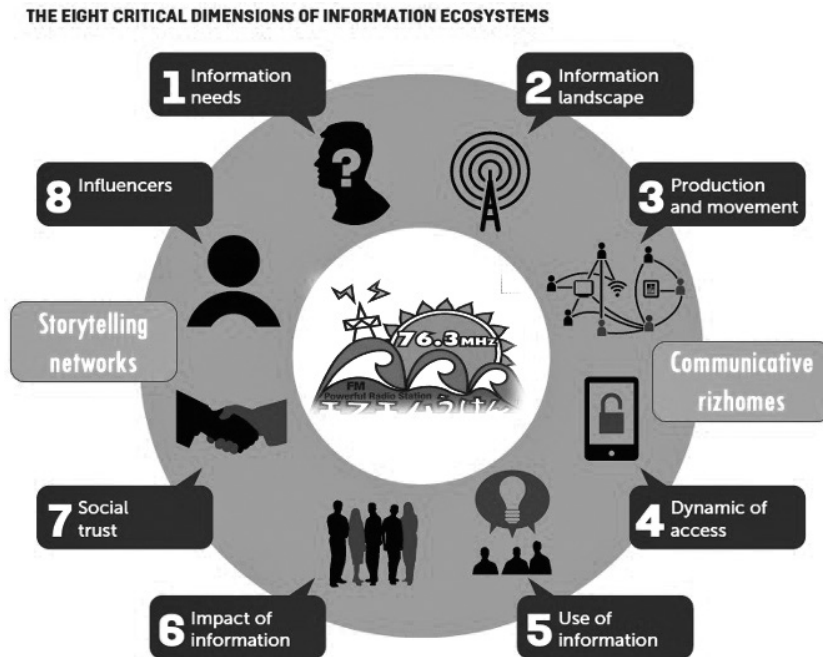 THE EIGHT CRITICAL DIMENSIONS OF INFORMATION ECOSYSTEMS
1 Information
needs
2 Information
landscape
8 Influencers
3 Production
and movement
?
76.3MHz
FM
Powerful Radio Station
Storytelling
networks
Communicative
rizhomes
7 Social
trust
4 Dynamic of
access
6 Impact of
information
5 Use of
information